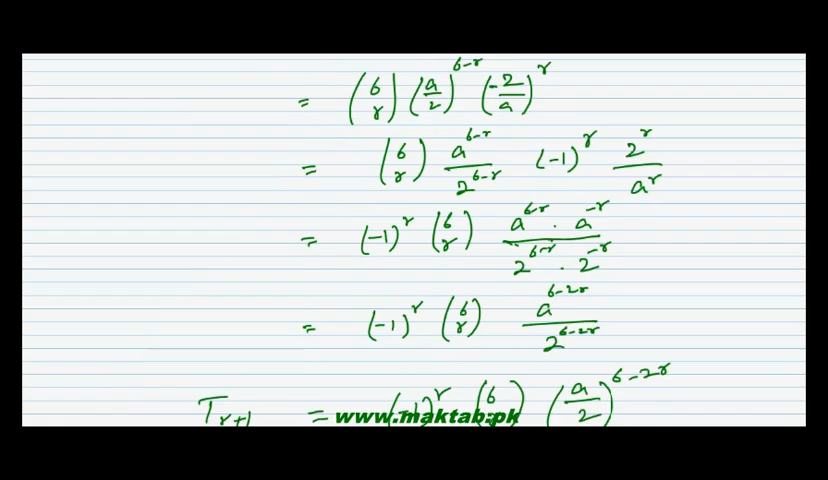 = (6 r) (a/2)^6-r (-2/a)^r
= (6 r) a^6-r / 2^6-r (-1)^r 2^r / a^r
= (-1)^r (6 r) a^6-r . a^-r / 2^6-r . 2^-r
= (-1)^r (6 r) a^6-2r / 2^6-2r
T_r+1 = (-1)^r (6 r) (a/2)^6-2r
www.maktab.pk